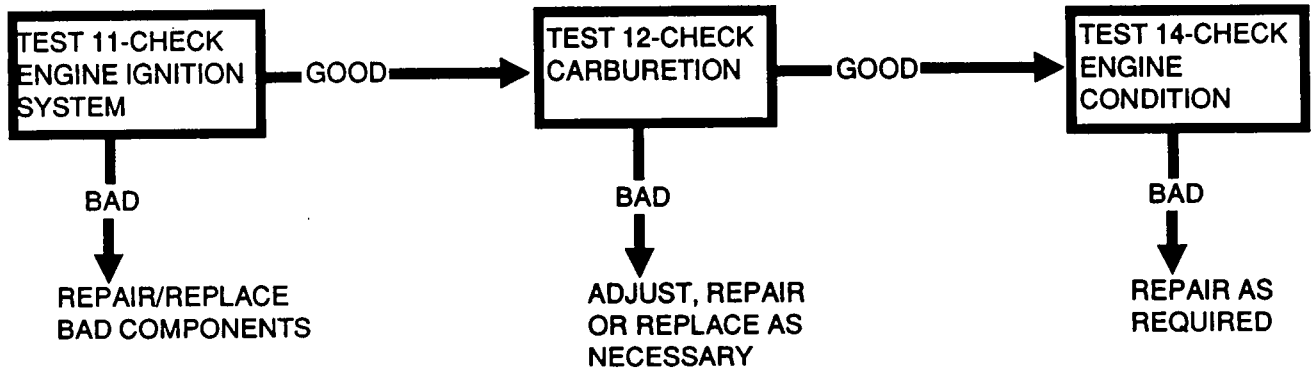 TEST 11-CHECK
ENGINE IGNITION
SYSTEM
GOOD
TEST 12-CHECK
CARBURETION
GOOD
TEST 14-CHECK
ENGINE
CONDITION
BAD
REPAIR/REPLACE
BAD COMPONENTS
BAD
ADJUST, REPAIR
OR REPLACE AS
NECESSARY
BAD
REPAIR AS
REQUIRED